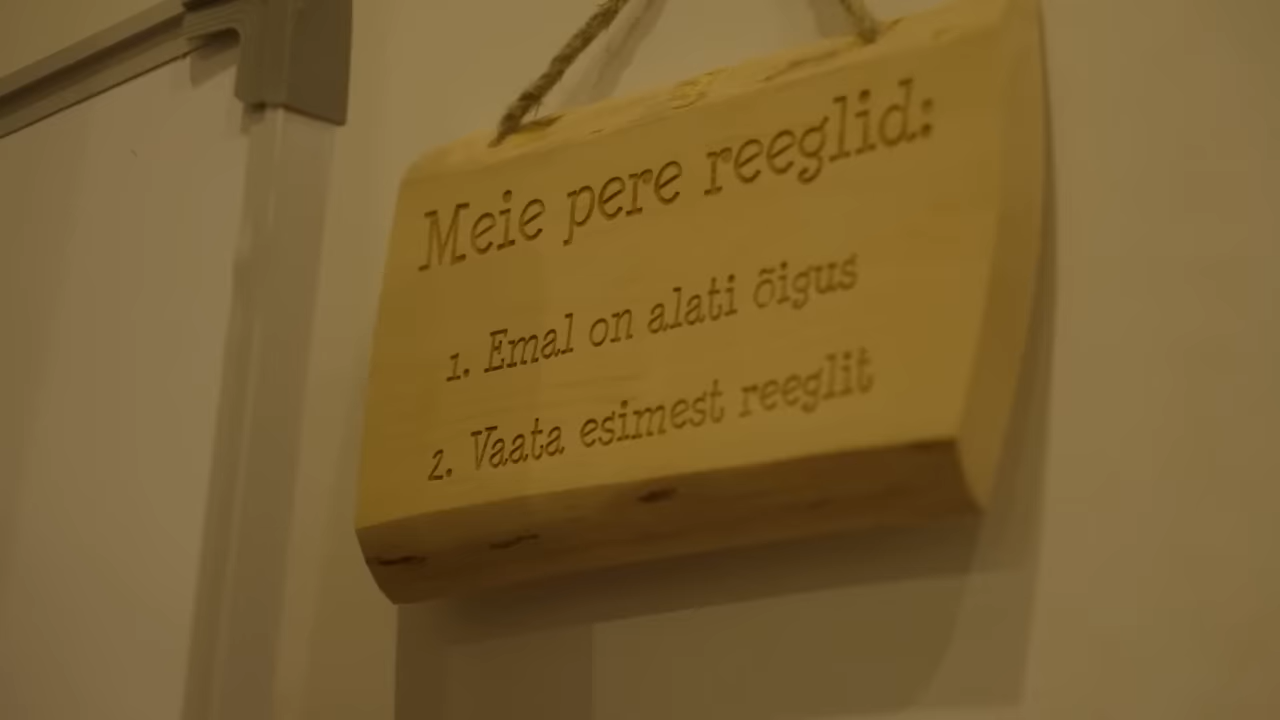 Meie pere reeglid:
1. Emal on alati õigus
2. Vaata esimest reeglit